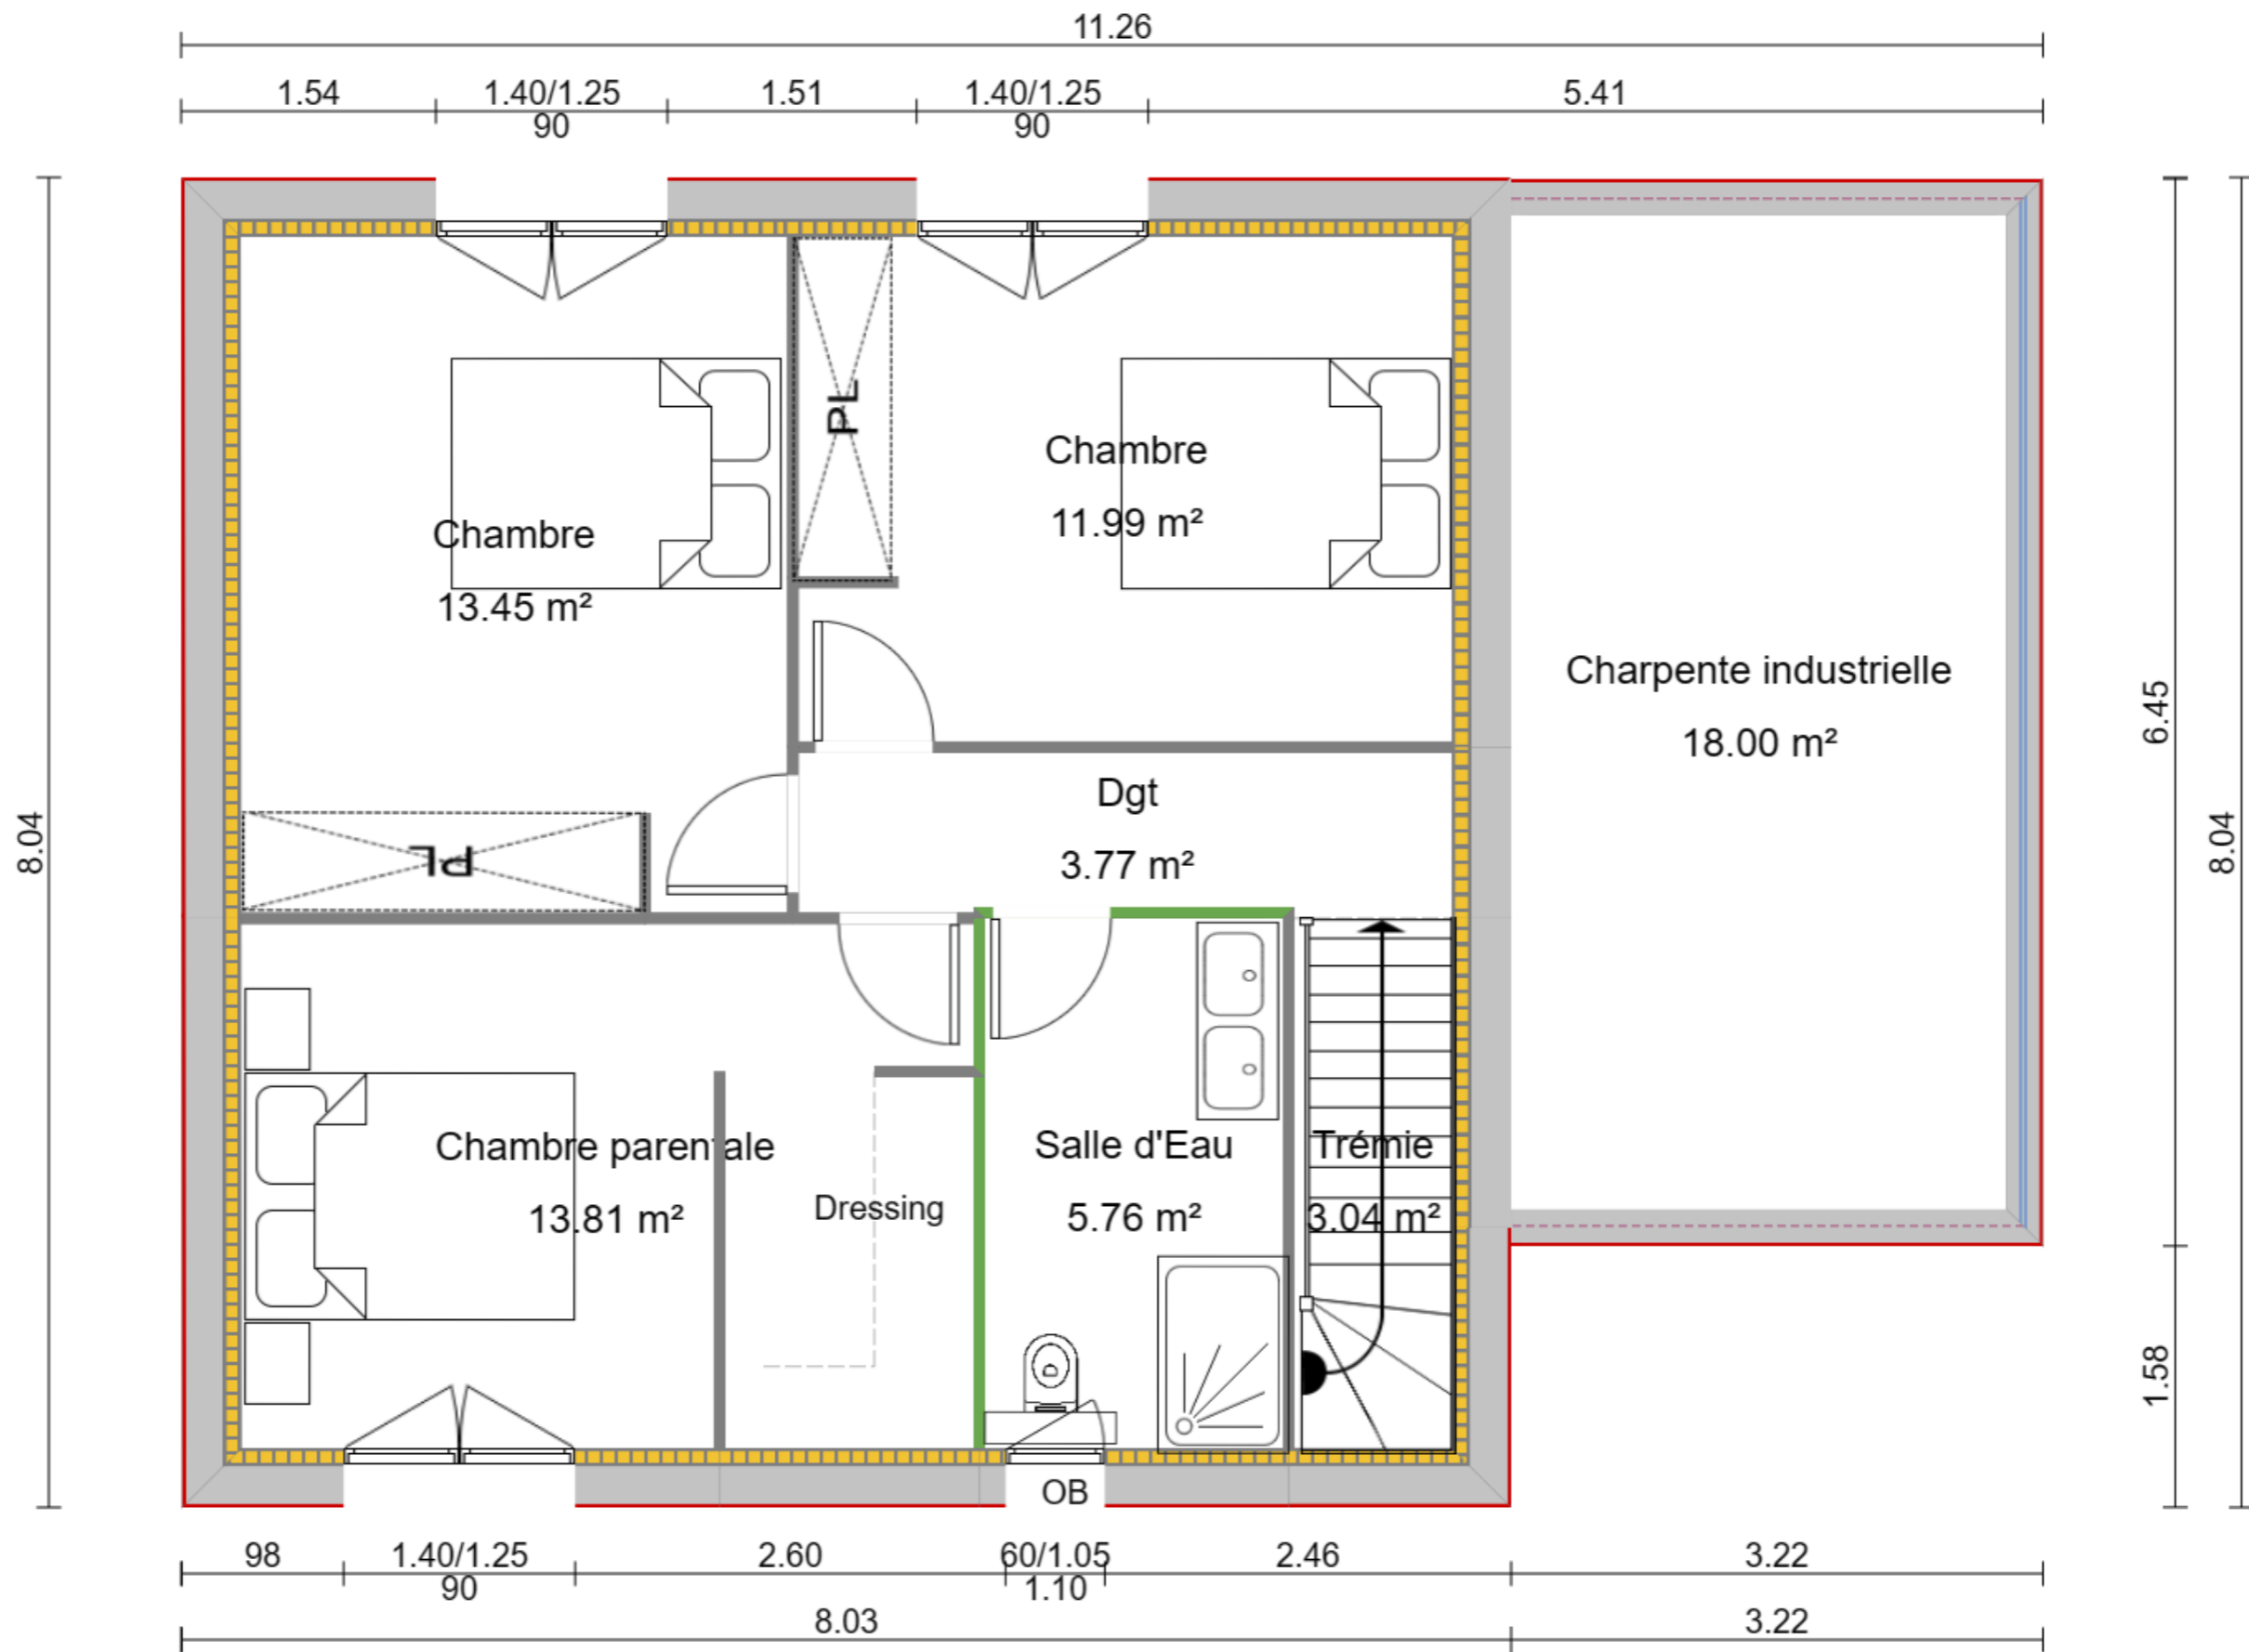 11.26
1.54 1.40/1.25 1.51 1.40/1.25 5.41
90 90
PL
Chambre
11.99 m²
Chambre
13.45 m²
Charpente industrielle
18.00 m²
6.45
8.04
8.04
Dgt
3.77 m²
PL
Chambre parentale
13.81 m²
Dressing
Salle d'Eau
5.76 m²
Trémie
3.04 m²
1.58
OB
98 1.40/1.25 2.60 60/1.05 2.46 3.22
90 1.10
8.03 3.22